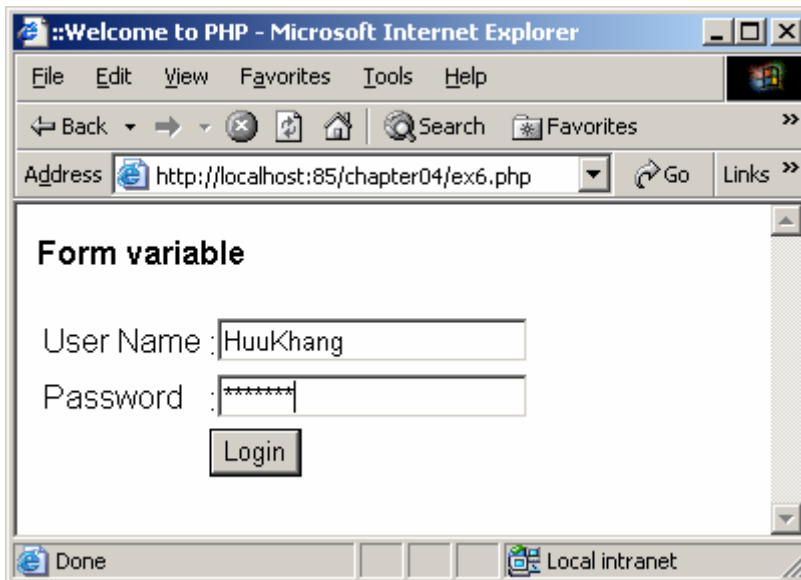 ::Welcome to PHP - Microsoft Internet Explorer
File Edit View Favorites Tools Help
Back Search Favorites »
Address http://localhost:85/chapter04/ex6.php Go Links »
Form variable
User Name :HuuKhang
Password :*******
Login
Done Local intranet